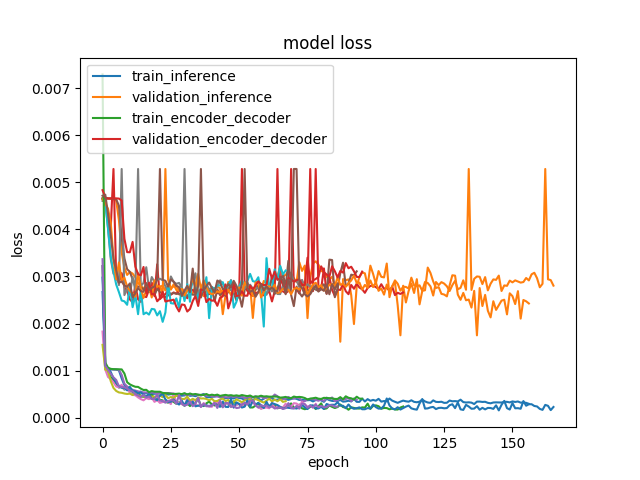 model loss
train_inference
validation_inference
train_encoder_decoder
validation_encoder_decoder
loss
0.007
0.006
0.005
0.004
0.003
0.002
0.001
0.000
0
25
50
75
100
125
150
epoch